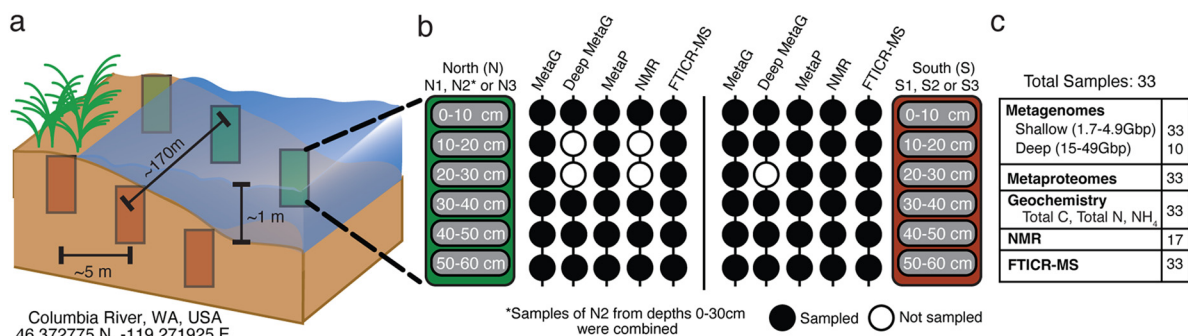 a
~170m
~1 m
~5 m
Columbia River, WA, USA
46.372775 N, -119.271925 E
b
North (N)
N1, N2* or N3
0-10 cm
10-20 cm
20-30 cm
30-40 cm
40-50 cm
50-60 cm
MetaG
Deep MetaG
MetaP
NMR
FTICR-MS
MetaG
Deep MetaG
MetaP
NMR
FTICR-MS
South (S)
S1, S2 or S3
0-10 cm
10-20 cm
20-30 cm
30-40 cm
40-50 cm
50-60 cm
*Samples of N2 from depths 0-30cm
were combined
Sampled
Not sampled
c
Total Samples: 33
Metagenomes
Shallow (1.7-4.9Gbp) 33
Deep (15-49Gbp) 10
Metaproteomes 33
Geochemistry
Total C, Total N, NH4 33
NMR 17
FTICR-MS 33